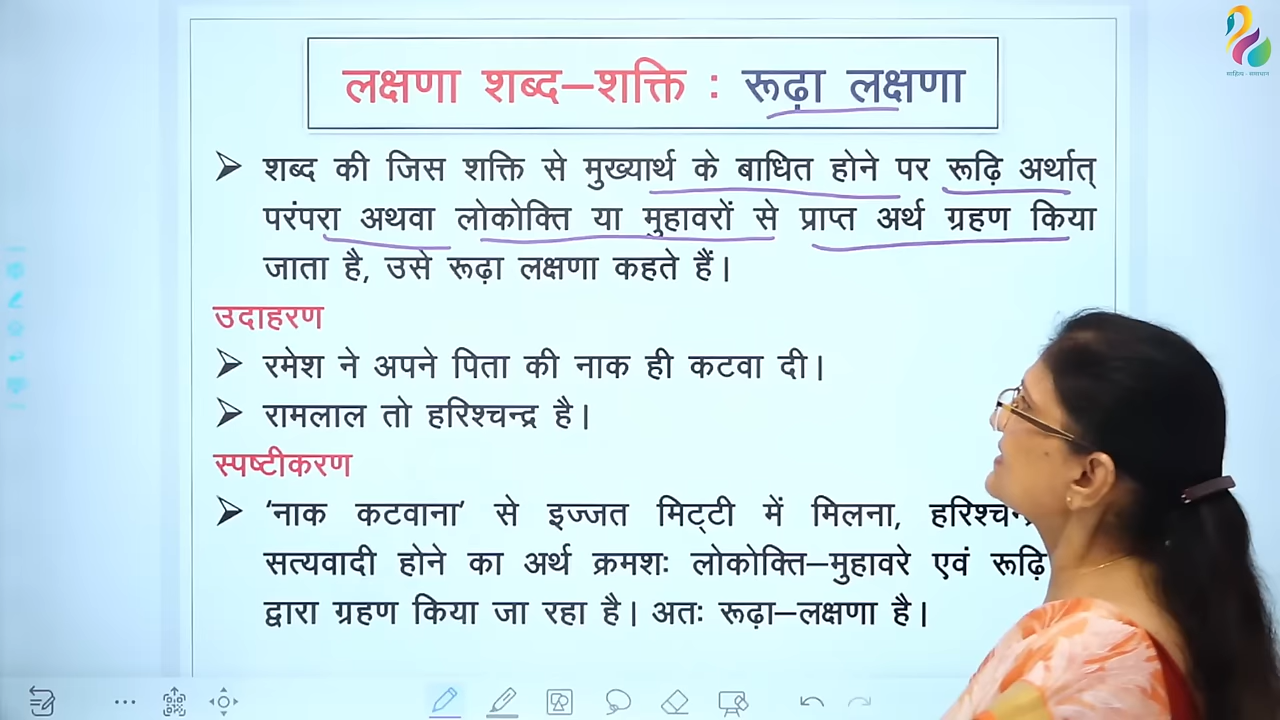 लक्षणा शब्द–शक्ति : रूढ़ा लक्षणा
➢ शब्द की जिस शक्ति से मुख्यार्थ के बाधित होने पर रूढ़ि अर्थात्
परंपरा अथवा लोकोक्ति या मुहावरों से प्राप्त अर्थ ग्रहण किया
जाता है, उसे रूढ़ा लक्षणा कहते हैं।
उदाहरण
➢ रमेश ने अपने पिता की नाक ही कटवा दी।
➢ रामलाल तो हरिश्चन्द्र है।
स्पष्टीकरण
➢ 'नाक कटवाना' से इज्जत मिट्टी में मिलना,
सत्यवादी होने का अर्थ क्रमशः लोकोक्ति–मुहावरे एवं रूढ़ि
द्वारा ग्रहण किया जा रहा है। अतः रूढ़ा–लक्षणा है।
साहित्य - समाधान